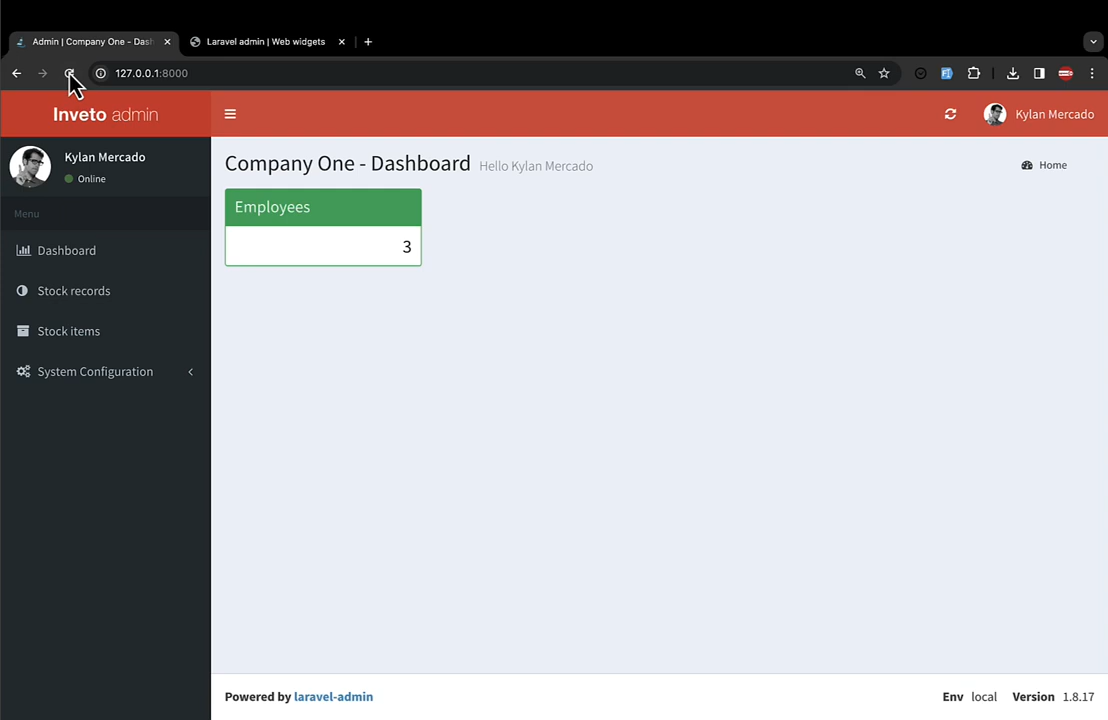 Admin | Company One - Dash
Laravel admin | Web widgets
127.0.0.1:8000
Inveto admin
Kylan Mercado
Kylan Mercado
Online
Menu
Dashboard
Stock records
Stock items
System Configuration
Company One - Dashboard Hello Kylan Mercado
Home
Employees
3
Powered by laravel-admin
Env local Version 1.8.17